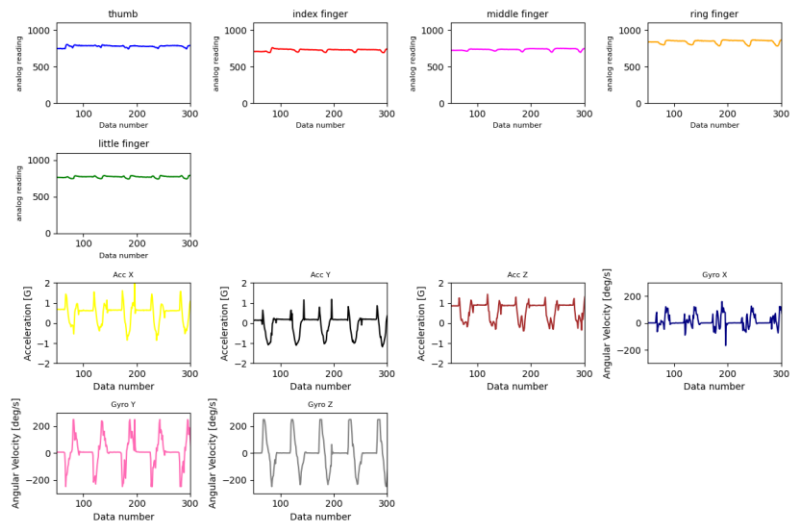 thumb
index finger
middle finger
ring finger
analog reading
1000
500
0
100
200
300
Data number
analog reading
1000
500
0
100
200
300
Data number
analog reading
1000
500
0
100
200
300
Data number
analog reading
1000
500
0
100
200
300
Data number
little finger
analog reading
1000
500
0
100
200
300
Data number
Acc X
Acc Y
Acc Z
Gyro X
Acceleration [G]
2
1
0
−1
−2
100
200
300
Data number
Acceleration [G]
2
1
0
−1
−2
100
200
300
Data number
Acceleration [G]
2
1
0
−1
−2
100
200
300
Data number
Angular Velocity [deg/s]
200
0
−200
100
200
300
Data number
Gyro Y
Gyro Z
Angular Velocity [deg/s]
200
0
−200
100
200
300
Data number
Angular Velocity [deg/s]
200
0
−200
100
200
300
Data number